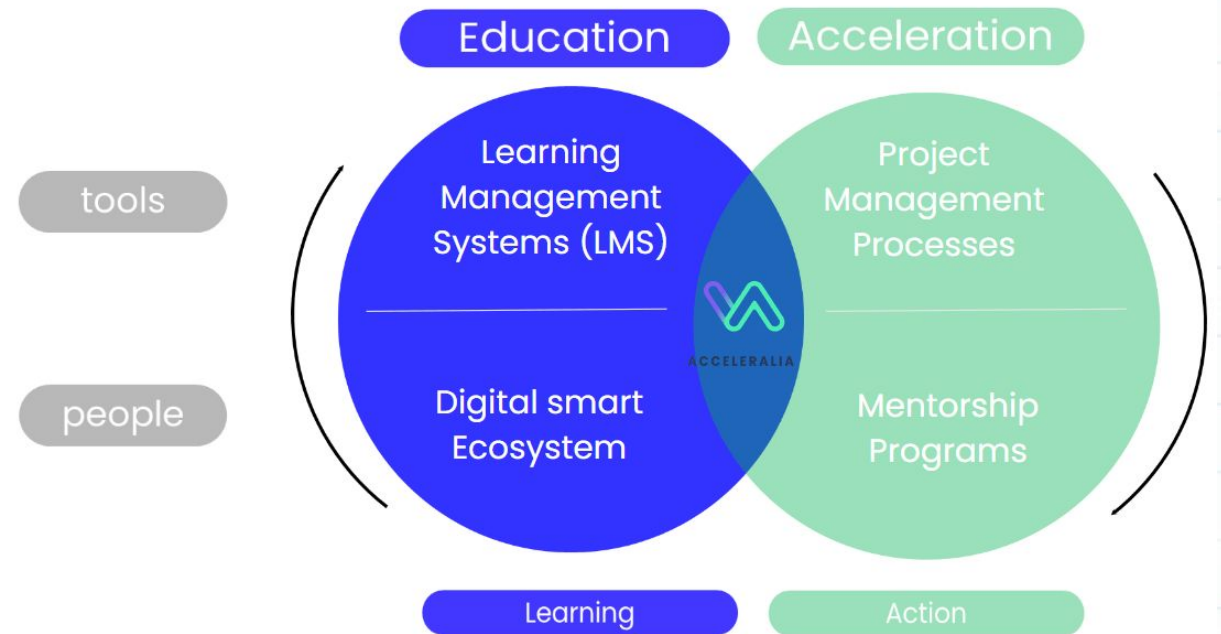 Education
Acceleration
tools
Learning
Management
Systems (LMS)
Project
Management
Processes
ACCELERALIA
people
Digital smart
Ecosystem
Mentorship
Programs
Learning
Action